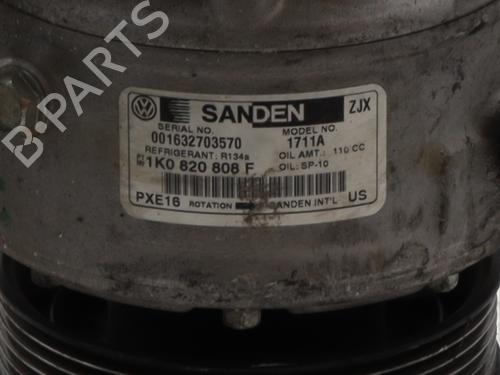 B-PARTS
SANDEN ZJX
SERIAL NO. MODEL NO.
001632703570 1711A
REFRIGERANT: R134a OIL AMT.: 110 CC
1K0 820 808 F OIL: SP-10
PXE16 ROTATION SANDEN INT'L US